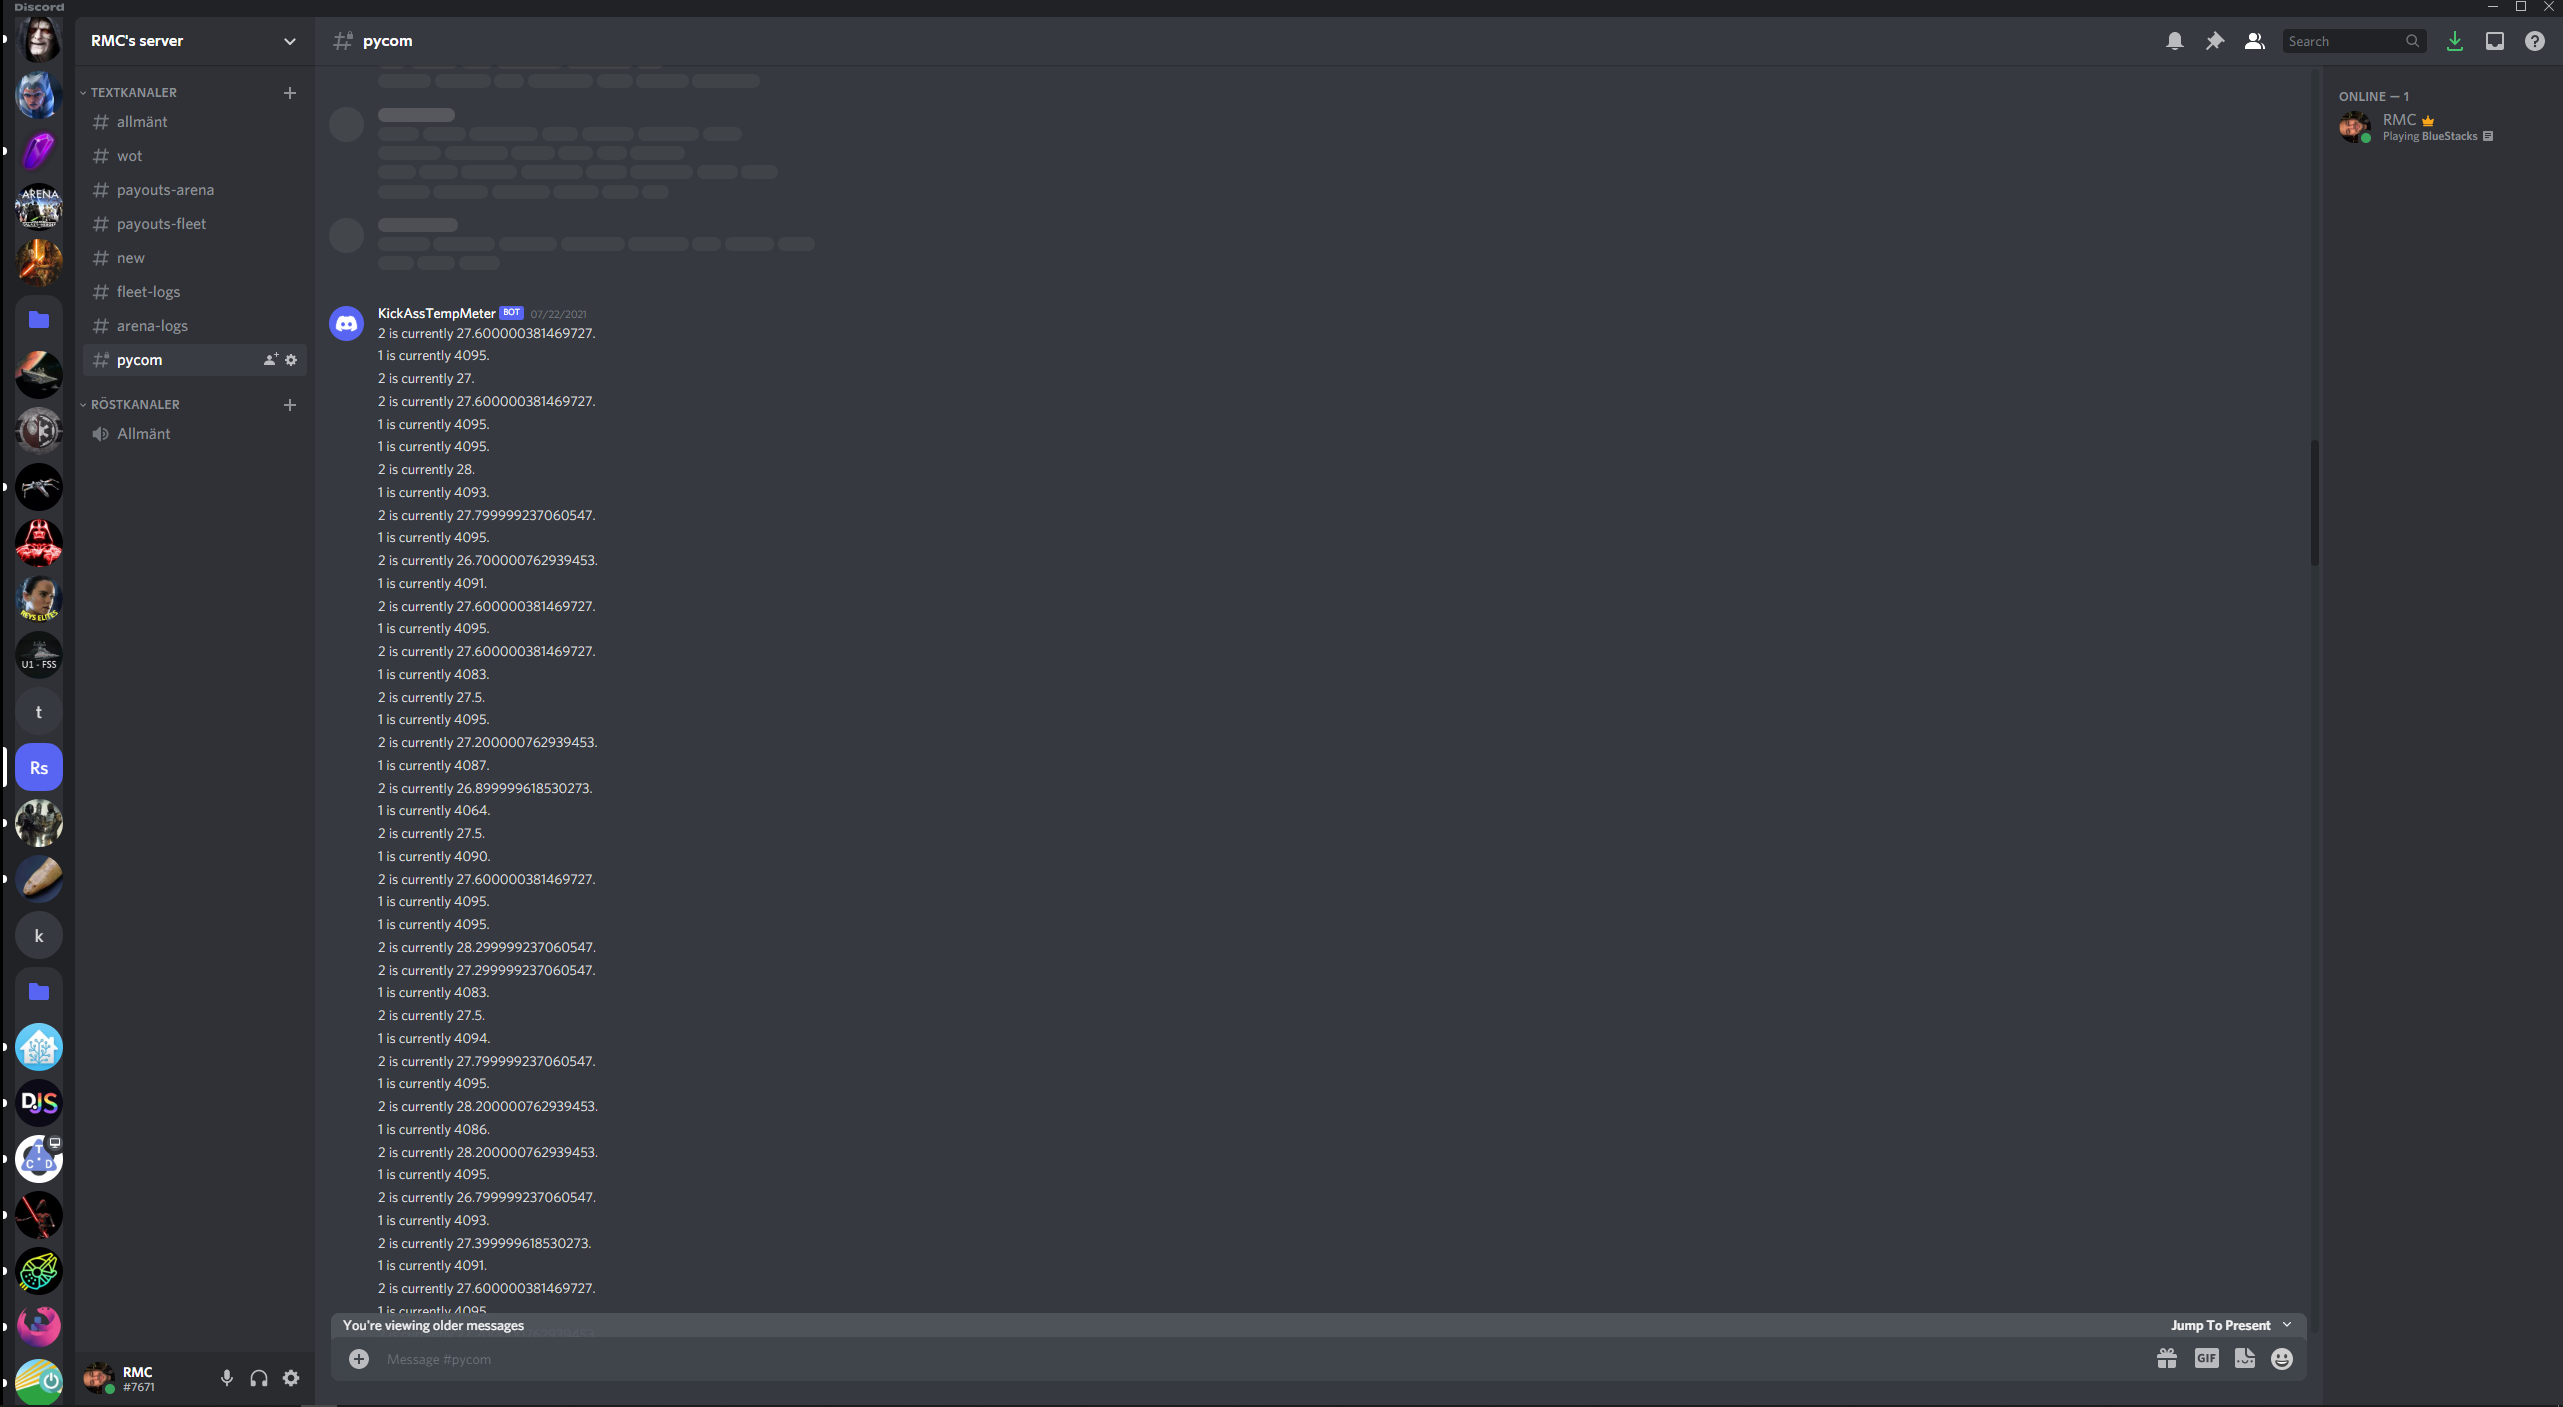 Discord
RMC's server
TEXTKANALER
allmänt
wot
payouts-arena
payouts-fleet
new
fleet-logs
arena-logs
pycom
RÖSTKANALER
Allmänt
ARENA
REYS ELITES
U1 - FSS
t
Rs
k
DJS
T
C D
RMC
#7671
pycom
Search
KickAssTempMeter BOT 07/22/2021
2 is currently 27.600000381469727.
1 is currently 4095.
2 is currently 27.
2 is currently 27.600000381469727.
1 is currently 4095.
1 is currently 4095.
2 is currently 28.
1 is currently 4093.
2 is currently 27.799999237060547.
1 is currently 4095.
2 is currently 26.700000762939453.
1 is currently 4091.
2 is currently 27.600000381469727.
1 is currently 4095.
2 is currently 27.600000381469727.
1 is currently 4083.
2 is currently 27.5.
1 is currently 4095.
2 is currently 27.200000762939453.
1 is currently 4087.
2 is currently 26.899999618530273.
1 is currently 4064.
2 is currently 27.5.
1 is currently 4090.
2 is currently 27.600000381469727.
1 is currently 4095.
1 is currently 4095.
2 is currently 28.299999237060547.
2 is currently 27.299999237060547.
1 is currently 4083.
2 is currently 27.5.
1 is currently 4094.
2 is currently 27.799999237060547.
1 is currently 4095.
2 is currently 28.200000762939453.
1 is currently 4086.
2 is currently 28.200000762939453.
1 is currently 4095.
2 is currently 26.799999237060547.
1 is currently 4093.
2 is currently 27.399999618530273.
1 is currently 4091.
2 is currently 27.600000381469727.
1 is currently 4095.
You're viewing older messages Jump To Present
Message #pycom
GIF
ONLINE — 1
RMC
Playing BlueStacks